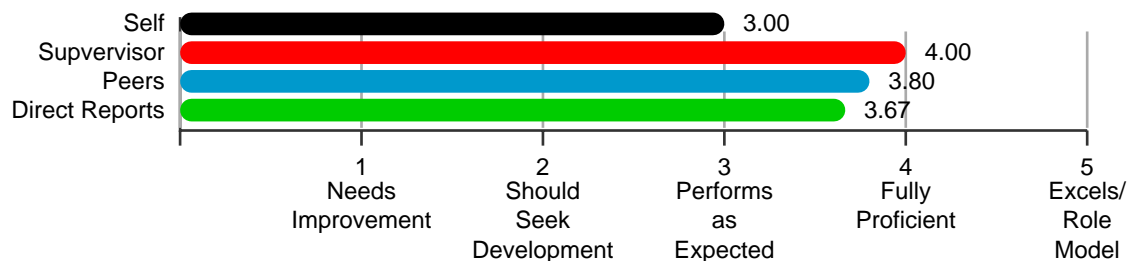 Self 3.00
Supvervisor 4.00
Peers 3.80
Direct Reports 3.67
1 2 3 4 5
Needs Improvement
Should Seek Development
Performs as Expected
Fully Proficient
Excels/ Role Model